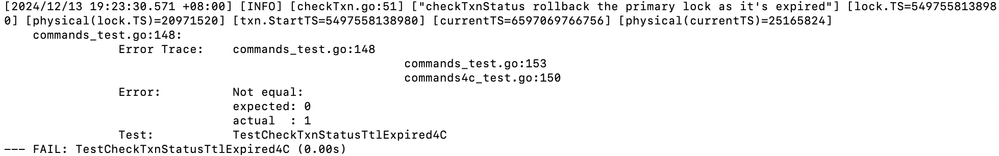 [2024/12/13 19:23:30.571 +08:00] [INFO] [checkTxn.go:51] ["checkTxnStatus rollback the primary lock as it's expired"] [lock.TS=549755813898
0] [physical(lock.TS)=20971520] [txn.StartTS=5497558138980] [currentTS=6597069766756] [physical(currentTS)=25165824]
    commands_test.go:148:
                Error Trace:    commands_test.go:148
                                                        commands_test.go:153
                                                        commands4c_test.go:150
                Error:          Not equal:
                                expected: 0
                                actual  : 1
                Test:           TestCheckTxnStatusTtlExpired4C
--- FAIL: TestCheckTxnStatusTtlExpired4C (0.00s)